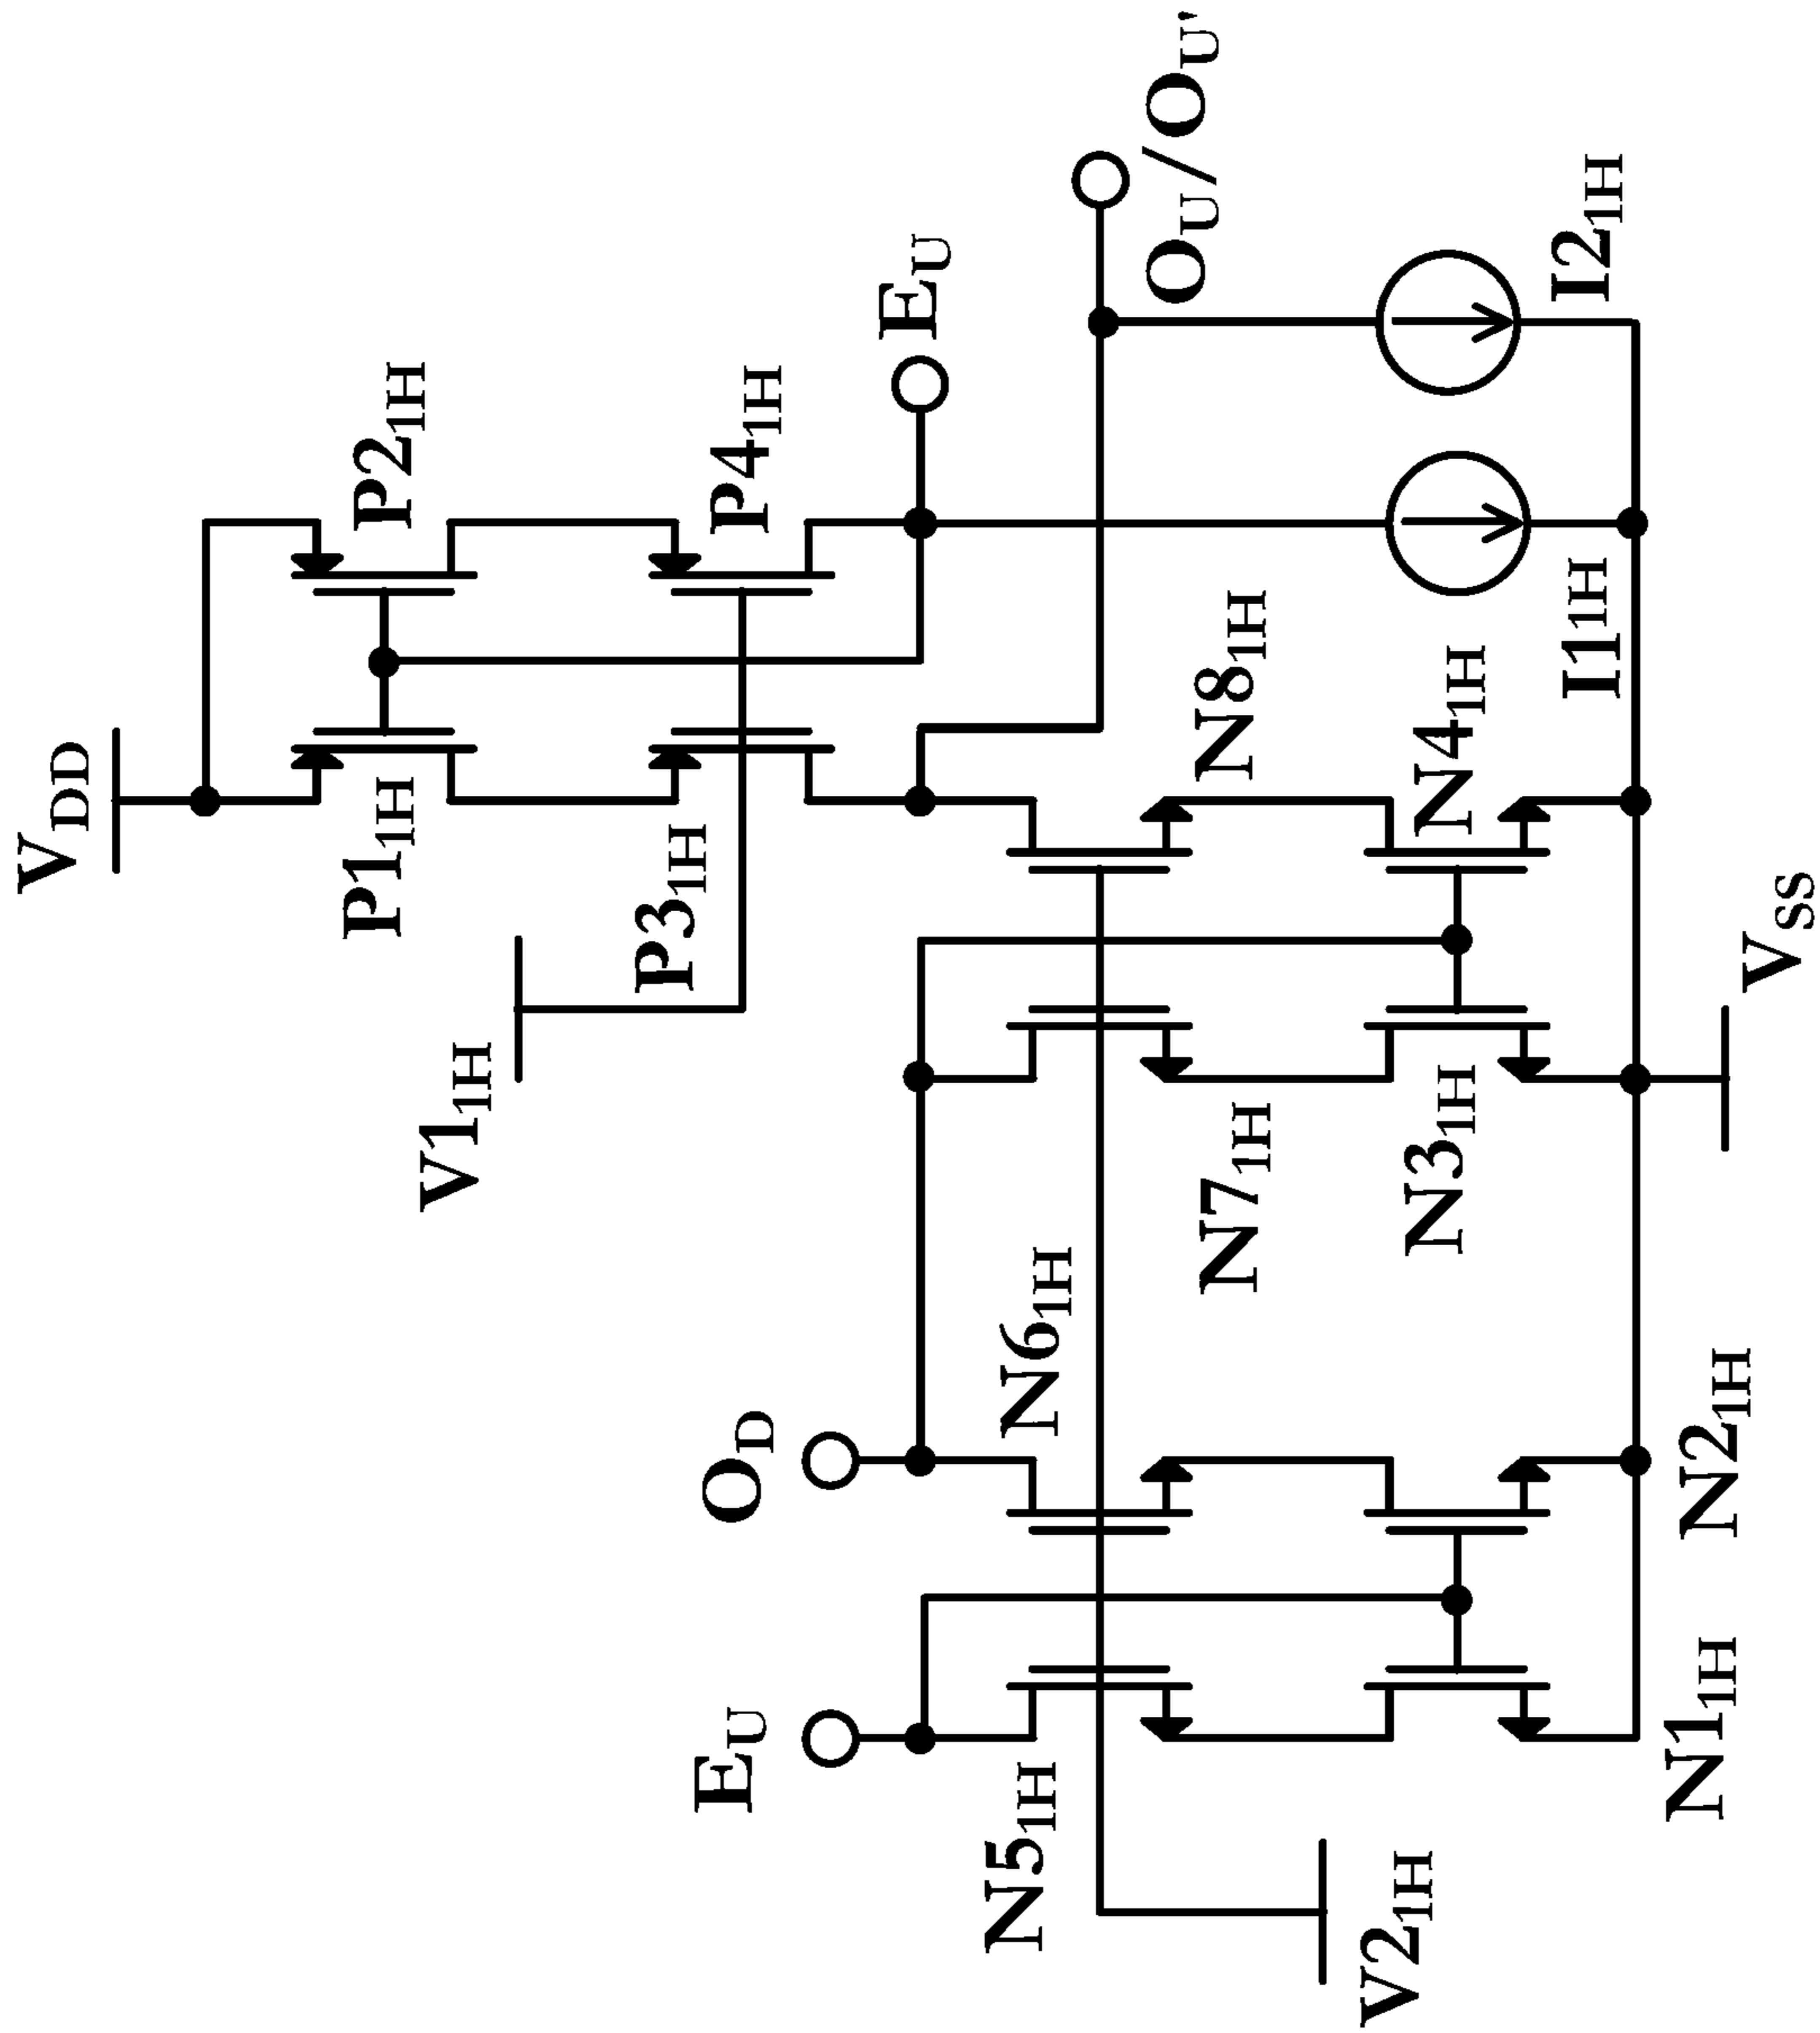 V_DD
P1_1H
P2_1H
V1_1H
P3_1H
P4_1H
E_U
E_U
O_D
O_U/O_U'
N5_1H
N6_1H
N7_1H
N8_1H
V2_1H
N3_1H
N4_1H
I1_1H
I2_1H
N1_1H
N2_1H
V_SS